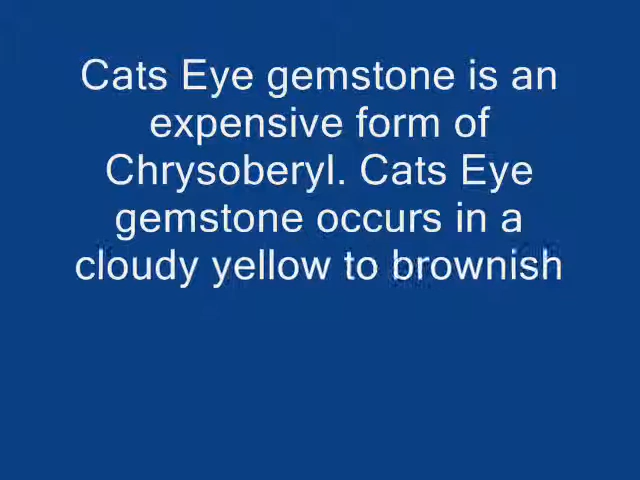 Cats Eye gemstone is an
expensive form of
Chrysoberyl. Cats Eye
gemstone occurs in a
cloudy yellow to brownish